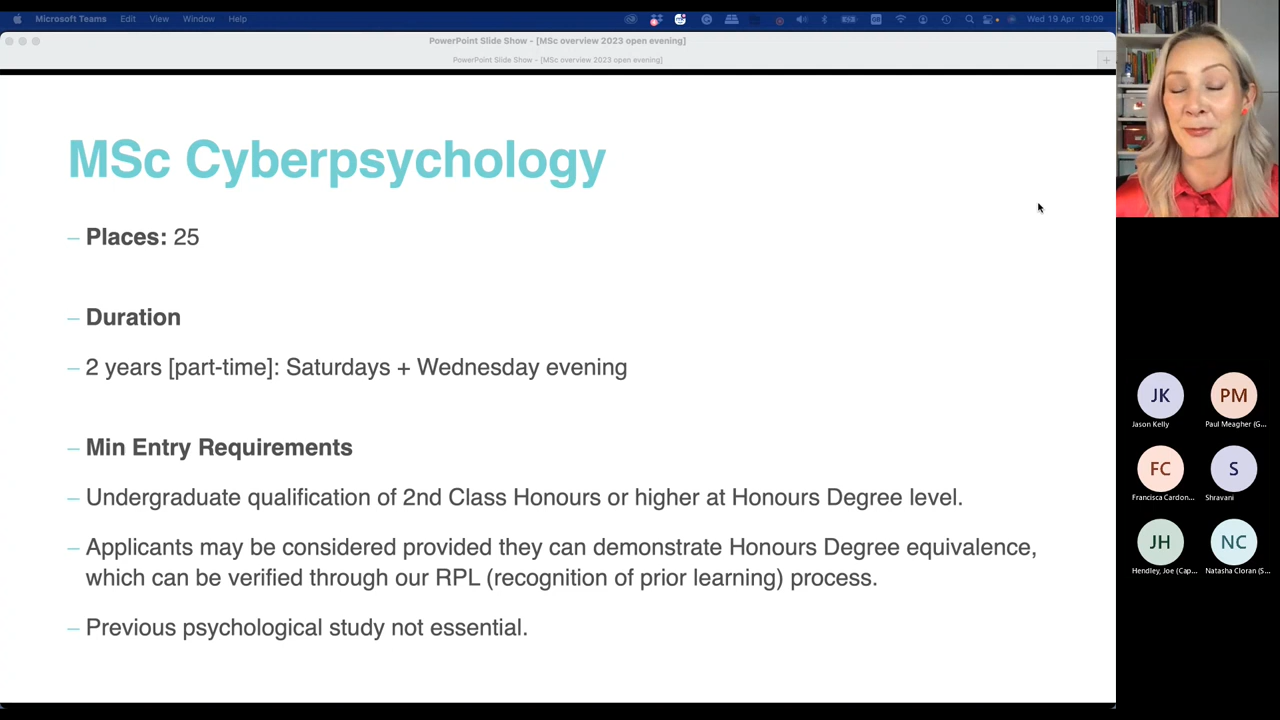 Microsoft Teams Edit View Window Help Wed 19 Apr 19:09
PowerPoint Slide Show - [MSc overview 2023 open evening]
PowerPoint Slide Show - [MSc overview 2023 open evening]
MSc Cyberpsychology
– Places: 25
– Duration
– 2 years [part-time]: Saturdays + Wednesday evening
– Min Entry Requirements
– Undergraduate qualification of 2nd Class Honours or higher at Honours Degree level.
– Applicants may be considered provided they can demonstrate Honours Degree equivalence,
which can be verified through our RPL (recognition of prior learning) process.
– Previous psychological study not essential.
JK PM
Jason Kelly Paul Meagher (G...
FC S
Francisca Cardon... Shravani
JH NC
Hendley, Joe (Cap... Natasha Cloran (S...